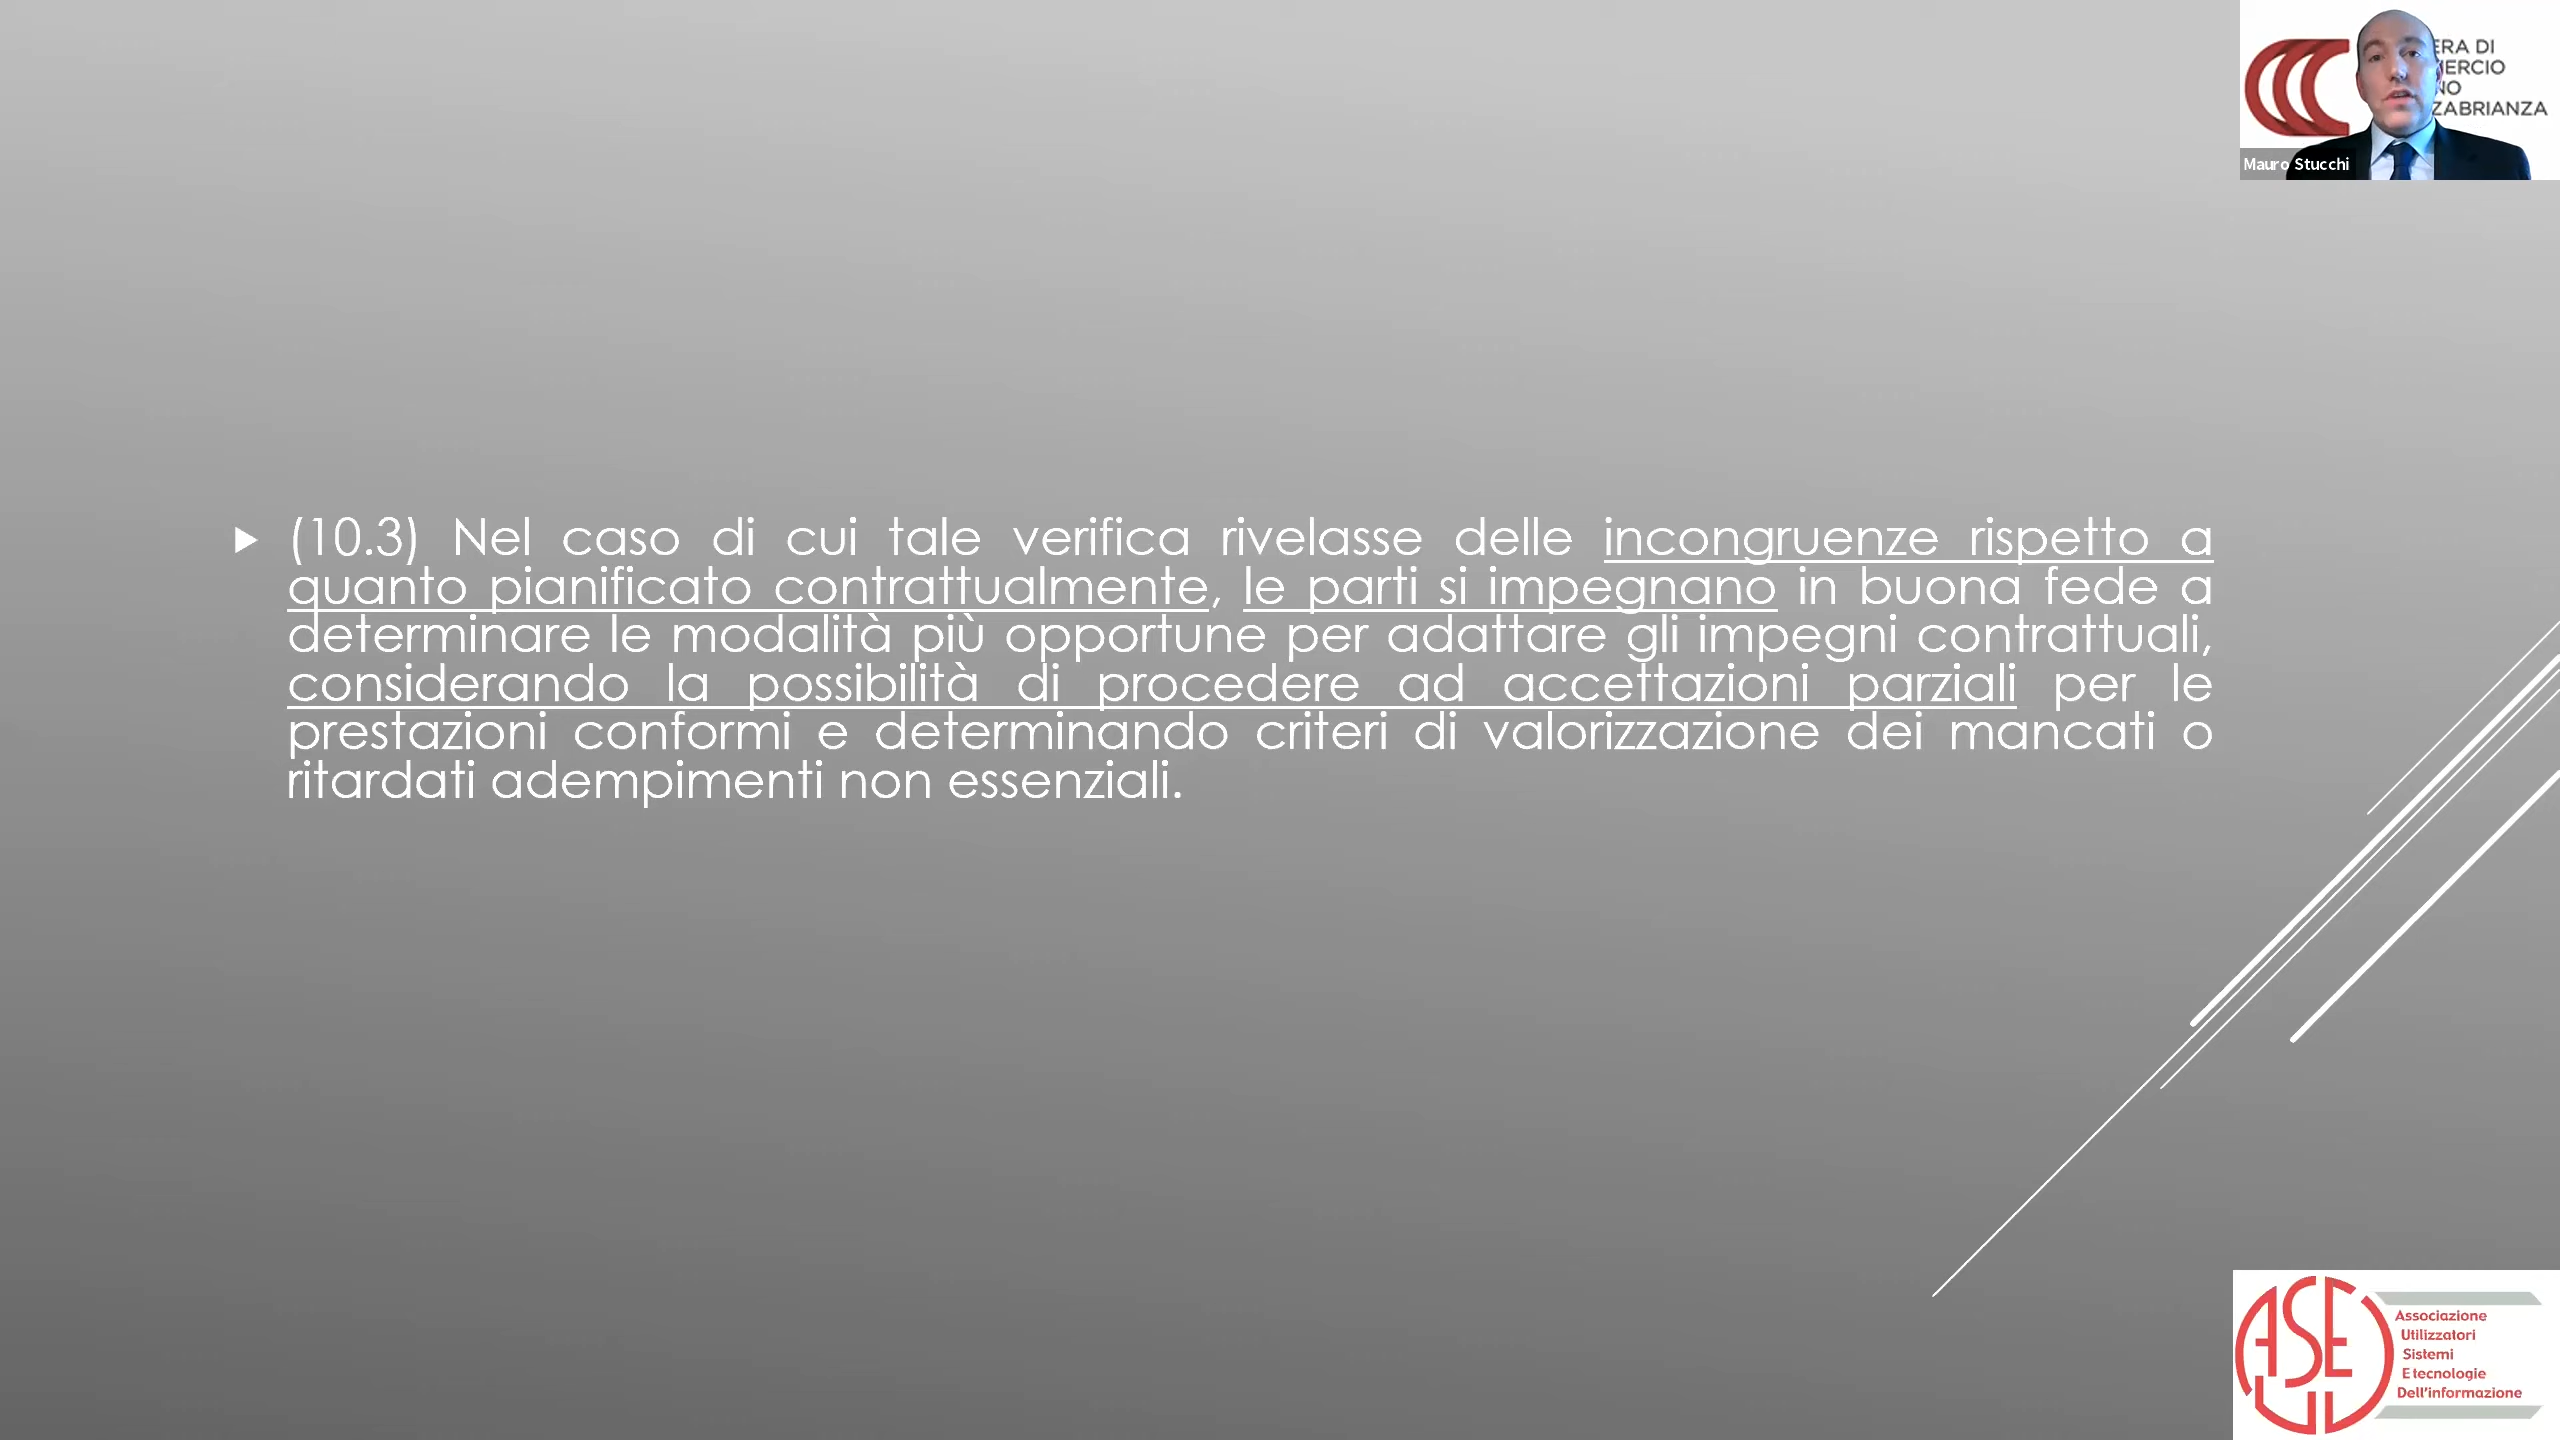 ERA DI
MERCIO
NO
ZABRIANZA
Mauro Stucchi
(10.3) Nel caso di cui tale verifica rivelasse delle incongruenze rispetto a
quanto pianificato contrattualmente, le parti si impegnano in buona fede a
determinare le modalità più opportune per adattare gli impegni contrattuali,
considerando la possibilità di procedere ad accettazioni parziali per le
prestazioni conformi e determinando criteri di valorizzazione dei mancati o
ritardati adempimenti non essenziali.
AUSED
Associazione
Utilizzatori
Sistemi
E tecnologie
Dell'informazione